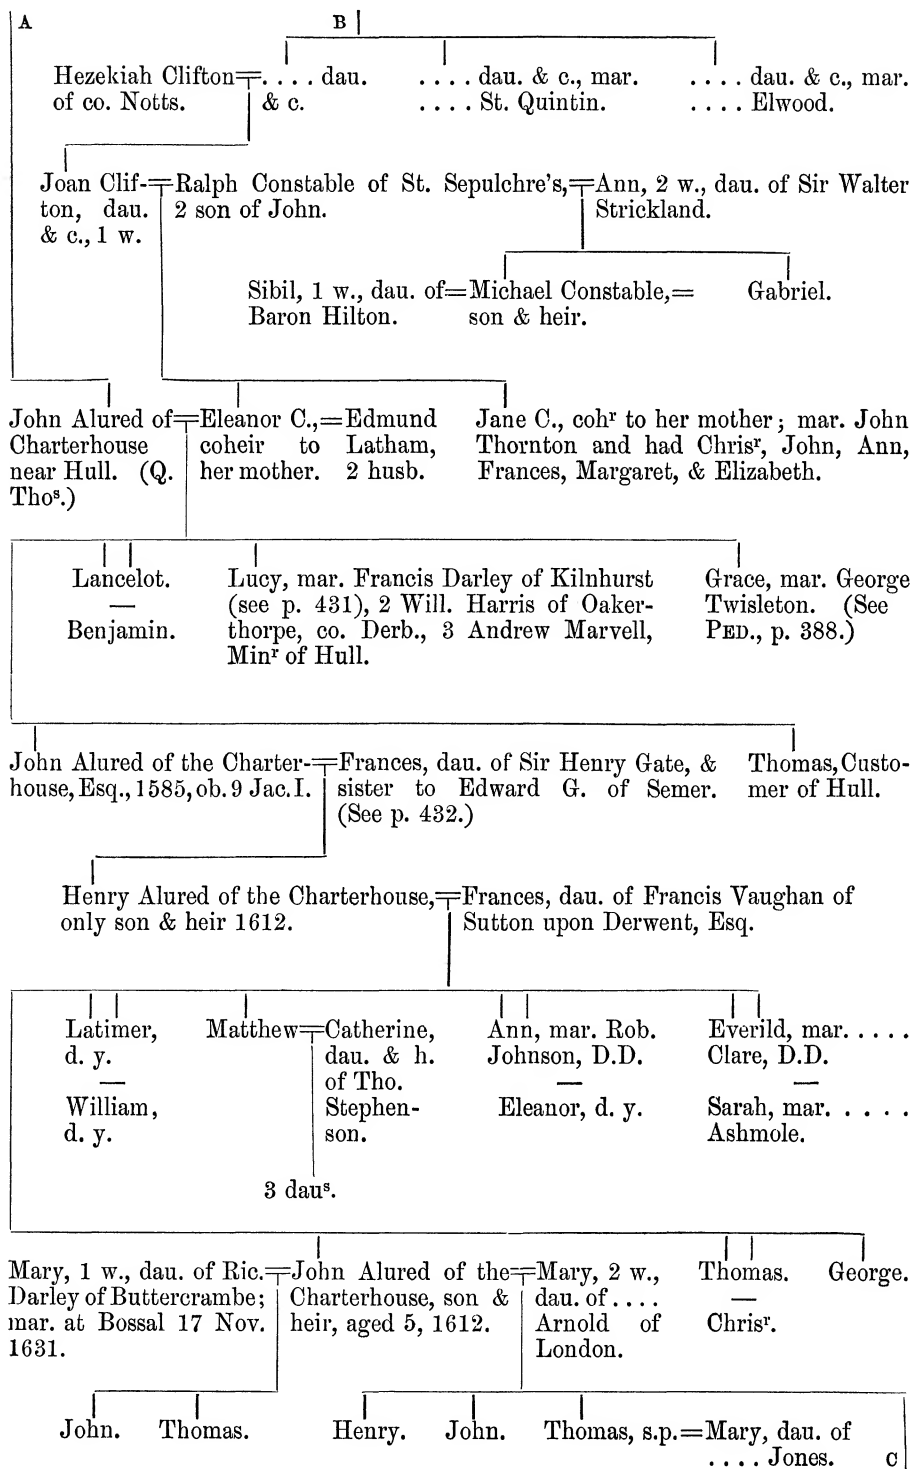 A
B
Hezekiah Clifton=.... dau.
of co. Notts. & c.
.... dau. & c., mar.
.... St. Quintin.
.... dau. & c., mar.
.... Elwood.
Joan Clif-
ton, dau.
& c., 1 w.
=Ralph Constable of St. Sepulchre's,=
2 son of John.
Ann, 2 w., dau. of Sir Walter
Strickland.
Sibil, 1 w., dau. of=
Baron Hilton.
Michael Constable,=
son & heir.
Gabriel.
John Alured of=
Charterhouse
near Hull. (Q.
Thoˢ.)
Eleanor C.,=
coheir to
her mother.
Edmund
Latham,
2 husb.
Jane C., cohʳ to her mother; mar. John
Thornton and had Chrisʳ, John, Ann,
Frances, Margaret, & Elizabeth.
Lancelot.
—
Benjamin.
Lucy, mar. Francis Darley of Kilnhurst
(see p. 431), 2 Will. Harris of Oaker-
thorpe, co. Derb., 3 Andrew Marvell,
Minʳ of Hull.
Grace, mar. George
Twisleton. (See
PED., p. 388.)
John Alured of the Charter-=
house, Esq., 1585, ob. 9 Jac. I.
Frances, dau. of Sir Henry Gate, &
sister to Edward G. of Semer.
(See p. 432.)
Thomas, Custo-
mer of Hull.
Henry Alured of the Charterhouse,=
only son & heir 1612.
Frances, dau. of Francis Vaughan of
Sutton upon Derwent, Esq.
Latimer,
d. y.
—
William,
d. y.
Matthew=
Catherine,
dau. & h.
of Tho.
Stephen-
son.
3 dauˢ.
Ann, mar. Rob.
Johnson, D.D.
—
Eleanor, d. y.
Everild, mar.....
Clare, D.D.
—
Sarah, mar.....
Ashmole.
Mary, 1 w., dau. of Ric.=
Darley of Buttercrambe;
mar. at Bossal 17 Nov.
1631.
John Alured of the=
Charterhouse, son &
heir, aged 5, 1612.
Mary, 2 w.,
dau. of....
Arnold of
London.
Thomas.
—
Chrisʳ.
George.
John.
Thomas.
Henry.
John.
Thomas, s.p.=
Mary, dau. of
.... Jones.
C